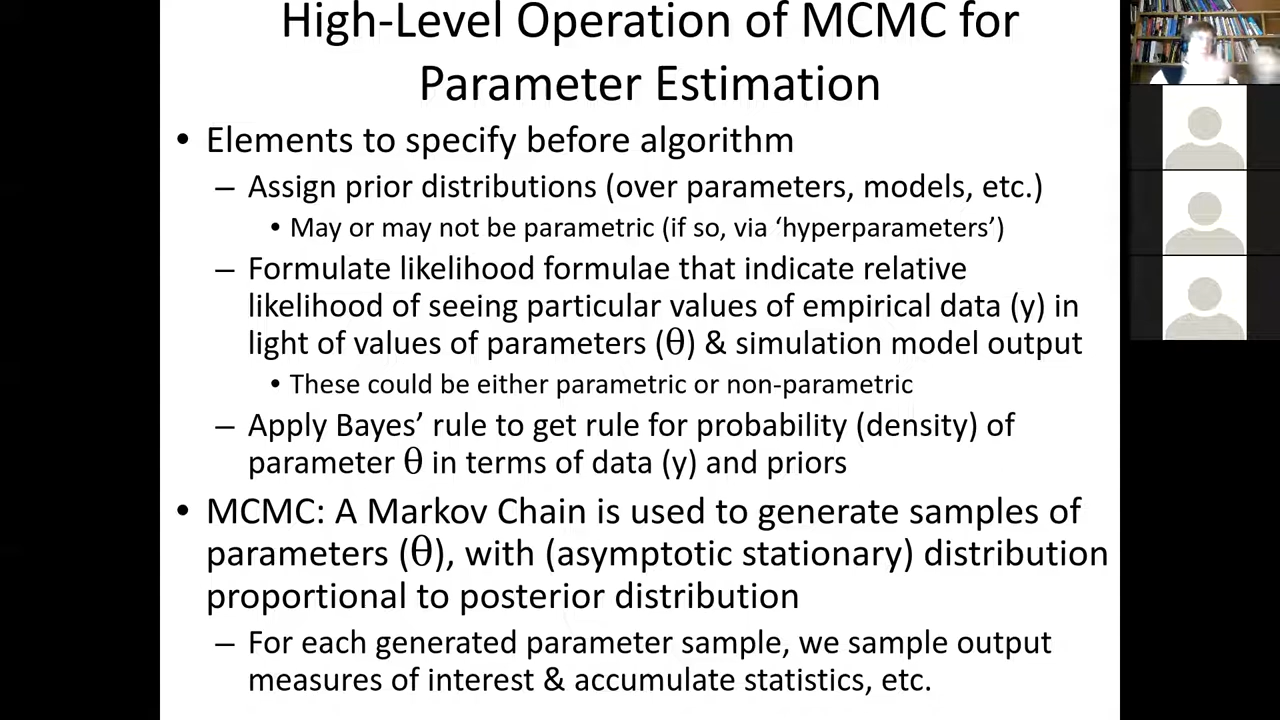 High-Level Operation of MCMC for
Parameter Estimation
• Elements to specify before algorithm
– Assign prior distributions (over parameters, models, etc.)
• May or may not be parametric (if so, via ‘hyperparameters’)
– Formulate likelihood formulae that indicate relative
likelihood of seeing particular values of empirical data (y) in
light of values of parameters (θ) & simulation model output
• These could be either parametric or non-parametric
– Apply Bayes’ rule to get rule for probability (density) of
parameter θ in terms of data (y) and priors
• MCMC: A Markov Chain is used to generate samples of
parameters (θ), with (asymptotic stationary) distribution
proportional to posterior distribution
– For each generated parameter sample, we sample output
measures of interest & accumulate statistics, etc.